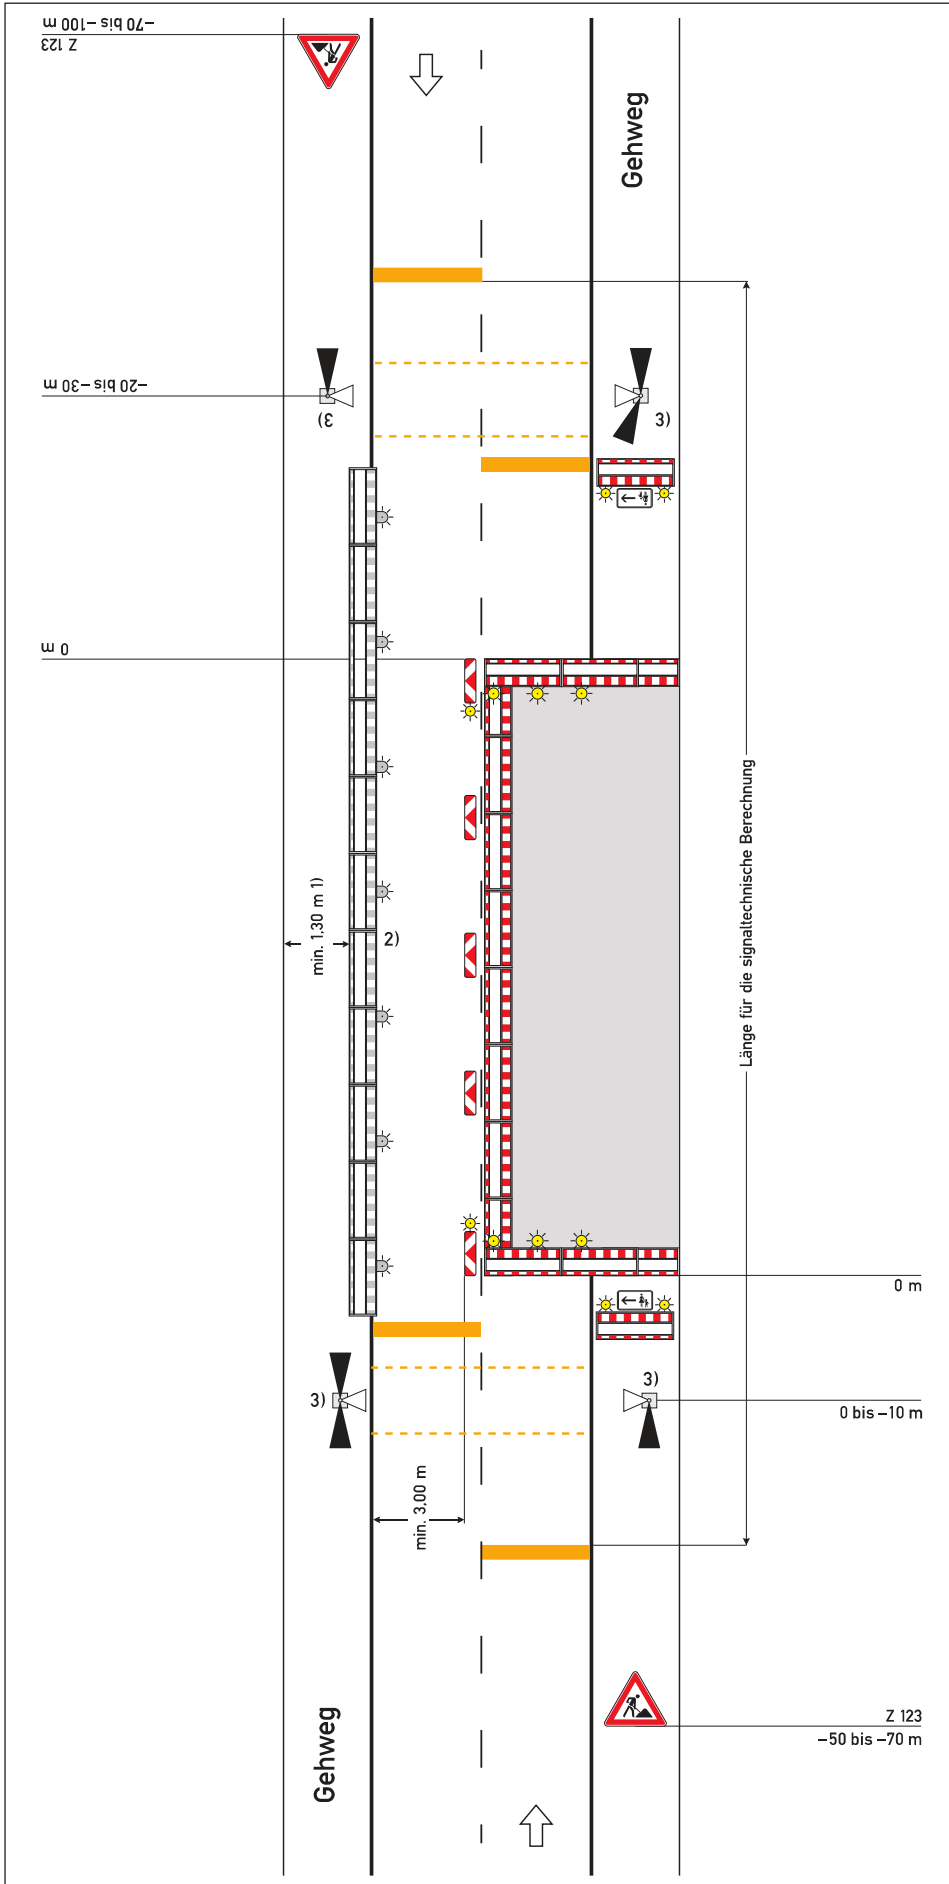 -70 bis -100 m
Z 123
Gehweg
-20 bis -30 m
3)
3)
0 m
Länge für die signaltechnische Berechnung
min. 1,30 m 1)
2)
0 m
3)
3)
0 bis -10 m
min. 3,00 m
Gehweg
Z 123
-50 bis -70 m